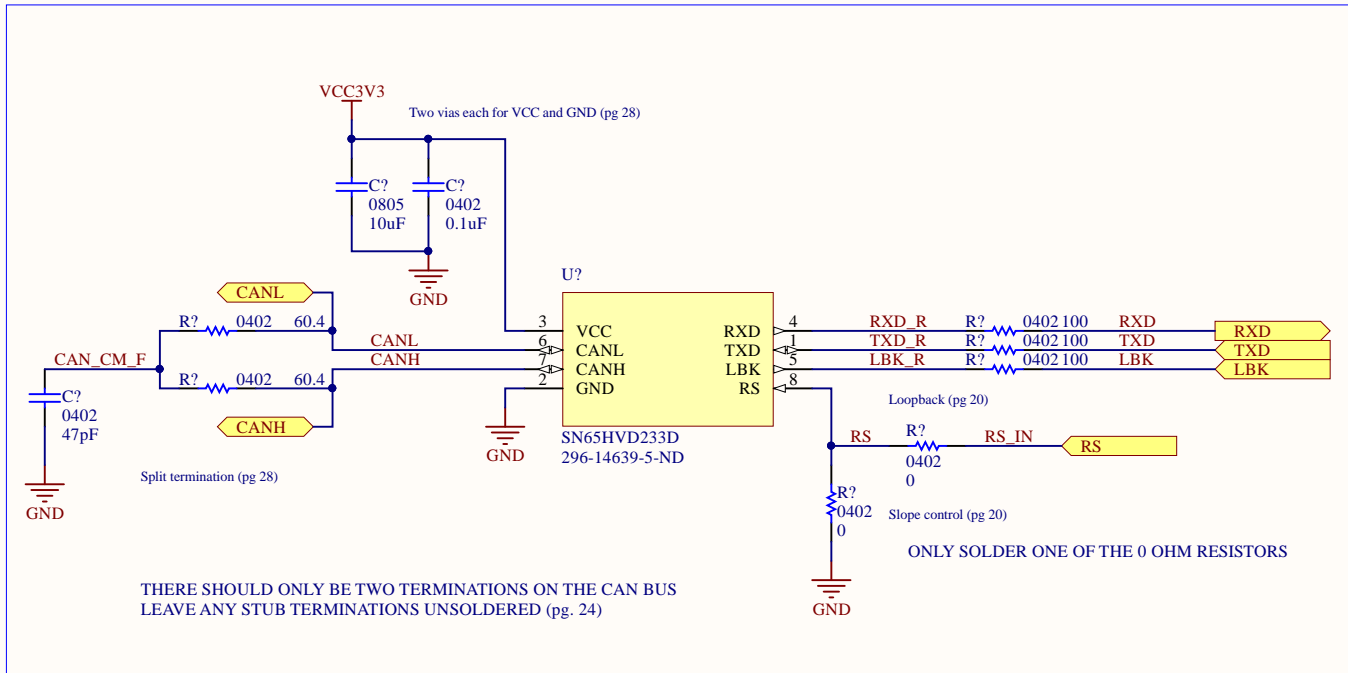 VCC3V3
Two vias each for VCC and GND (pg 28)
C?
0805
10uF
C?
0402
0.1uF
GND
U?
CANL
R? 0402 60.4
CANL
CANH
CAN_CM_F
R? 0402 60.4
C?
0402
47pF
CANH
GND
Split termination (pg 28)
3 VCC
6 CANL
7 CANH
2 GND
GND
RXD 4
TXD 1
LBK 5
RS 8
SN65HVD233D
296-14639-5-ND
RXD_R R? 0402 100 RXD RXD
TXD_R R? 0402 100 TXD TXD
LBK_R R? 0402 100 LBK LBK
Loopback (pg 20)
RS R? RS_IN RS
0402
0
R?
0402
0
Slope control (pg 20)
ONLY SOLDER ONE OF THE 0 OHM RESISTORS
GND
THERE SHOULD ONLY BE TWO TERMINATIONS ON THE CAN BUS
LEAVE ANY STUB TERMINATIONS UNSOLDERED (pg. 24)